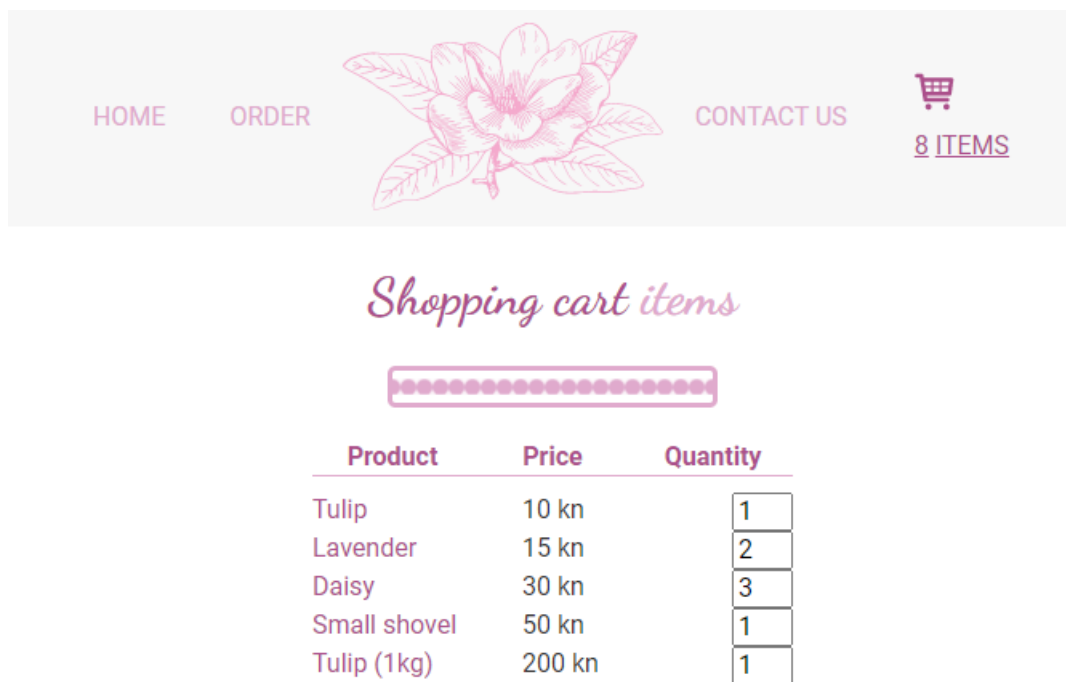 HOME ORDER CONTACT US
8 ITEMS
Shopping cart items
Product Price Quantity
Tulip 10 kn 1
Lavender 15 kn 2
Daisy 30 kn 3
Small shovel 50 kn 1
Tulip (1kg) 200 kn 1